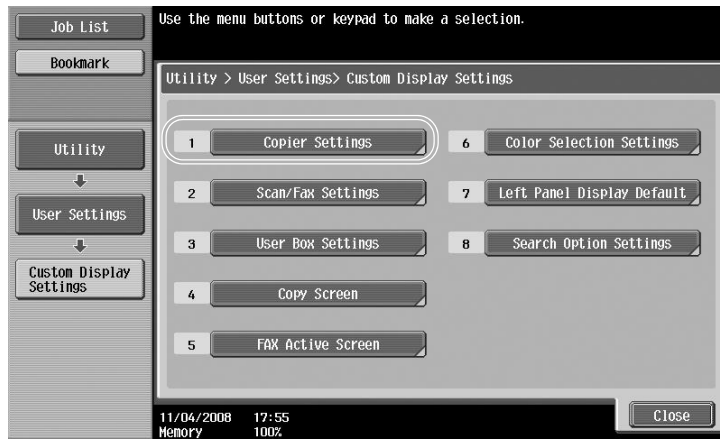 Job List
Bookmark
Use the menu buttons or keypad to make a selection.
Utility > User Settings> Custom Display Settings
Utility
User Settings
Custom Display
Settings
1 Copier Settings
2 Scan/Fax Settings
3 User Box Settings
4 Copy Screen
5 FAX Active Screen
6 Color Selection Settings
7 Left Panel Display Default
8 Search Option Settings
11/04/2008 17:55
Memory 100%
Close